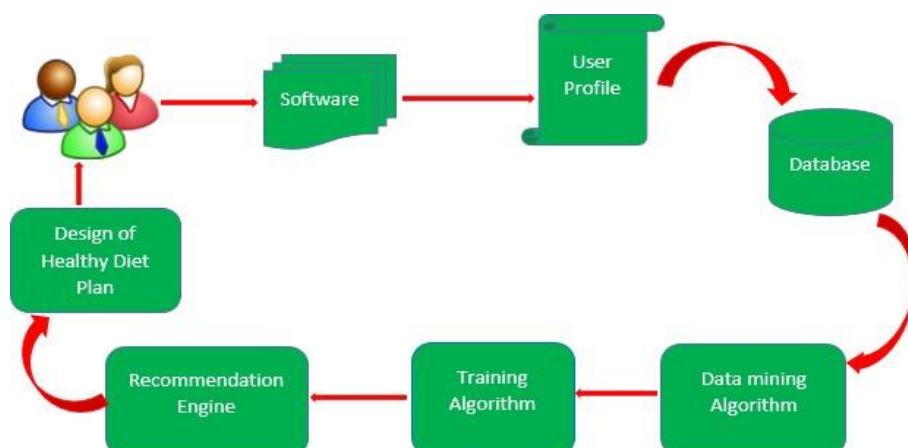 Software
User
Profile
Database
Data mining
Algorithm
Training
Algorithm
Recommendation
Engine
Design of
Healthy Diet
Plan